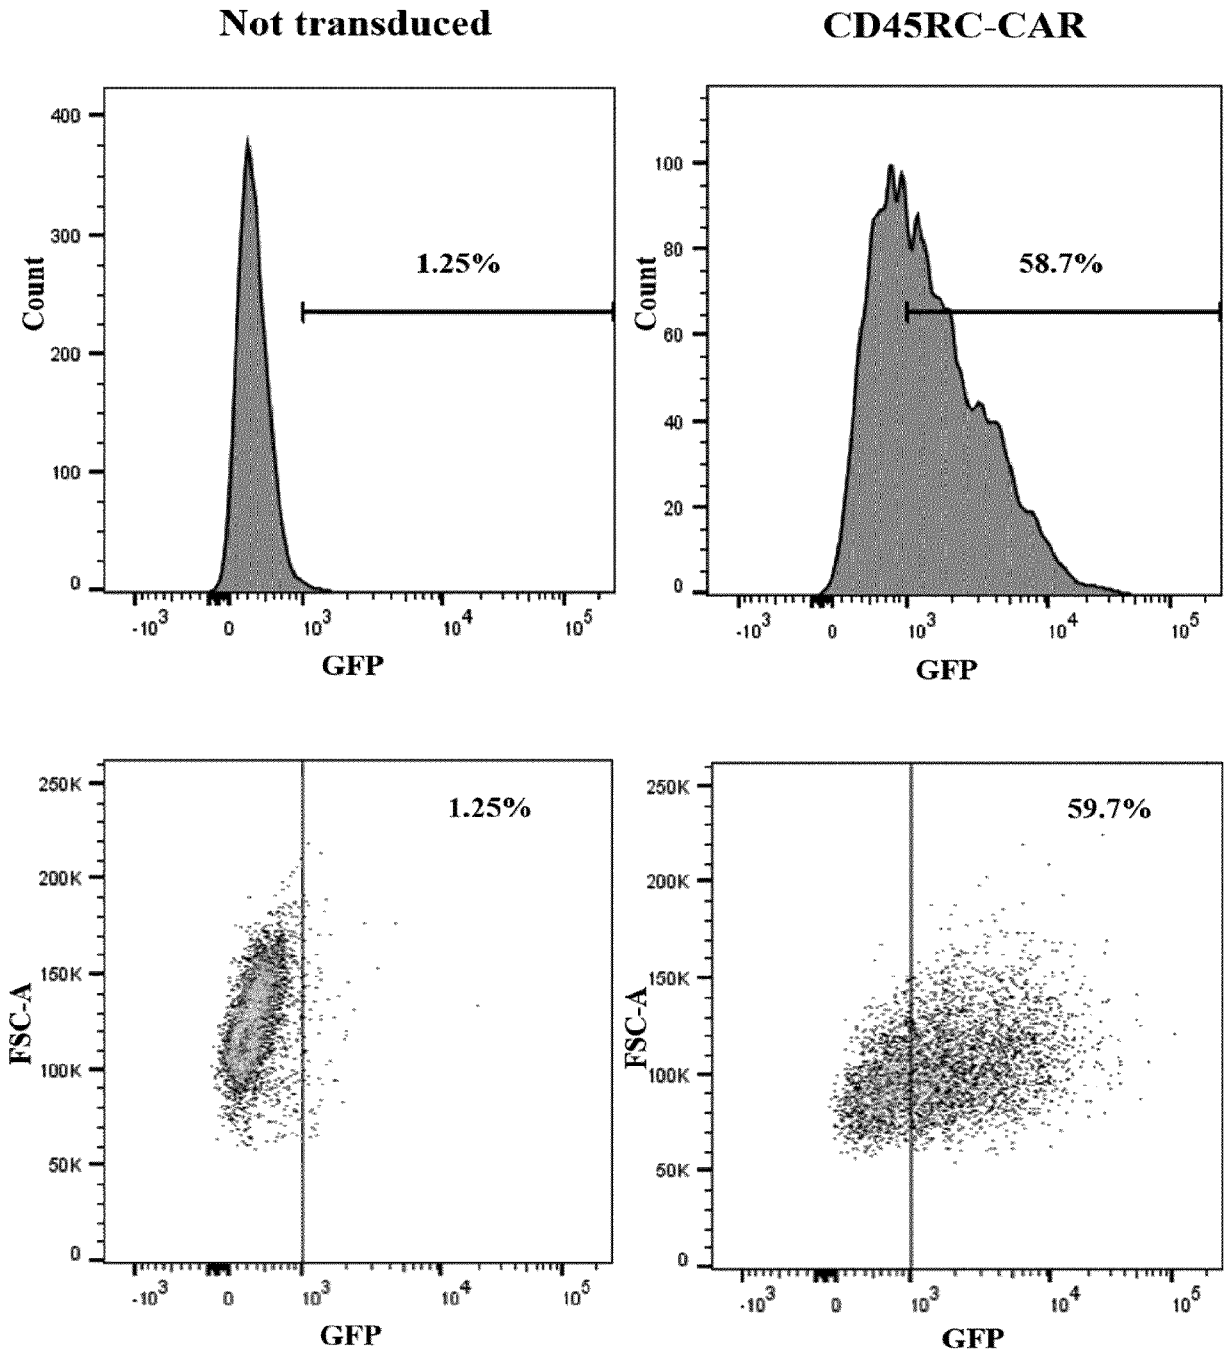 Not transduced
CD45RC-CAR
400
300
200
100
0
Count
1.25%
-10³ 0 10³ 10⁴ 10⁵
GFP
100
80
60
40
20
0
Count
58.7%
-10³ 0 10³ 10⁴ 10⁵
GFP
250K
200K
150K
100K
50K
0
FSC-A
1.25%
-10³ 0 10³ 10⁴ 10⁵
GFP
250K
200K
150K
100K
50K
0
FSC-A
59.7%
-10³ 0 10³ 10⁴ 10⁵
GFP